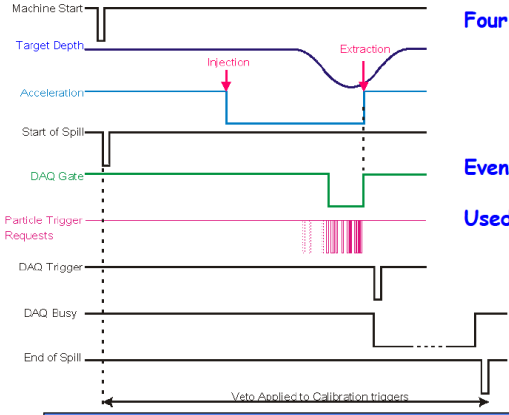 Machine Start
Four
Target Depth
Injection
Extraction
Acceleration
Start of Spill
DAQ Gate
Even
Particle Trigger
Requests
Used
DAQ Trigger
DAQ Busy
End of Spill
Veto Applied to Calibration triggers